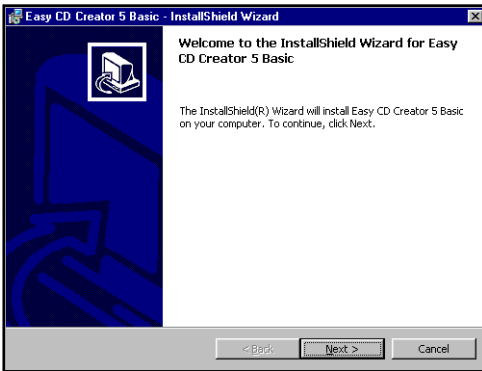 Easy CD Creator 5 Basic - InstallShield Wizard
Welcome to the InstallShield Wizard for Easy
CD Creator 5 Basic
The InstallShield(R) Wizard will install Easy CD Creator 5 Basic
on your computer. To continue, click Next.
< Back
Next >
Cancel